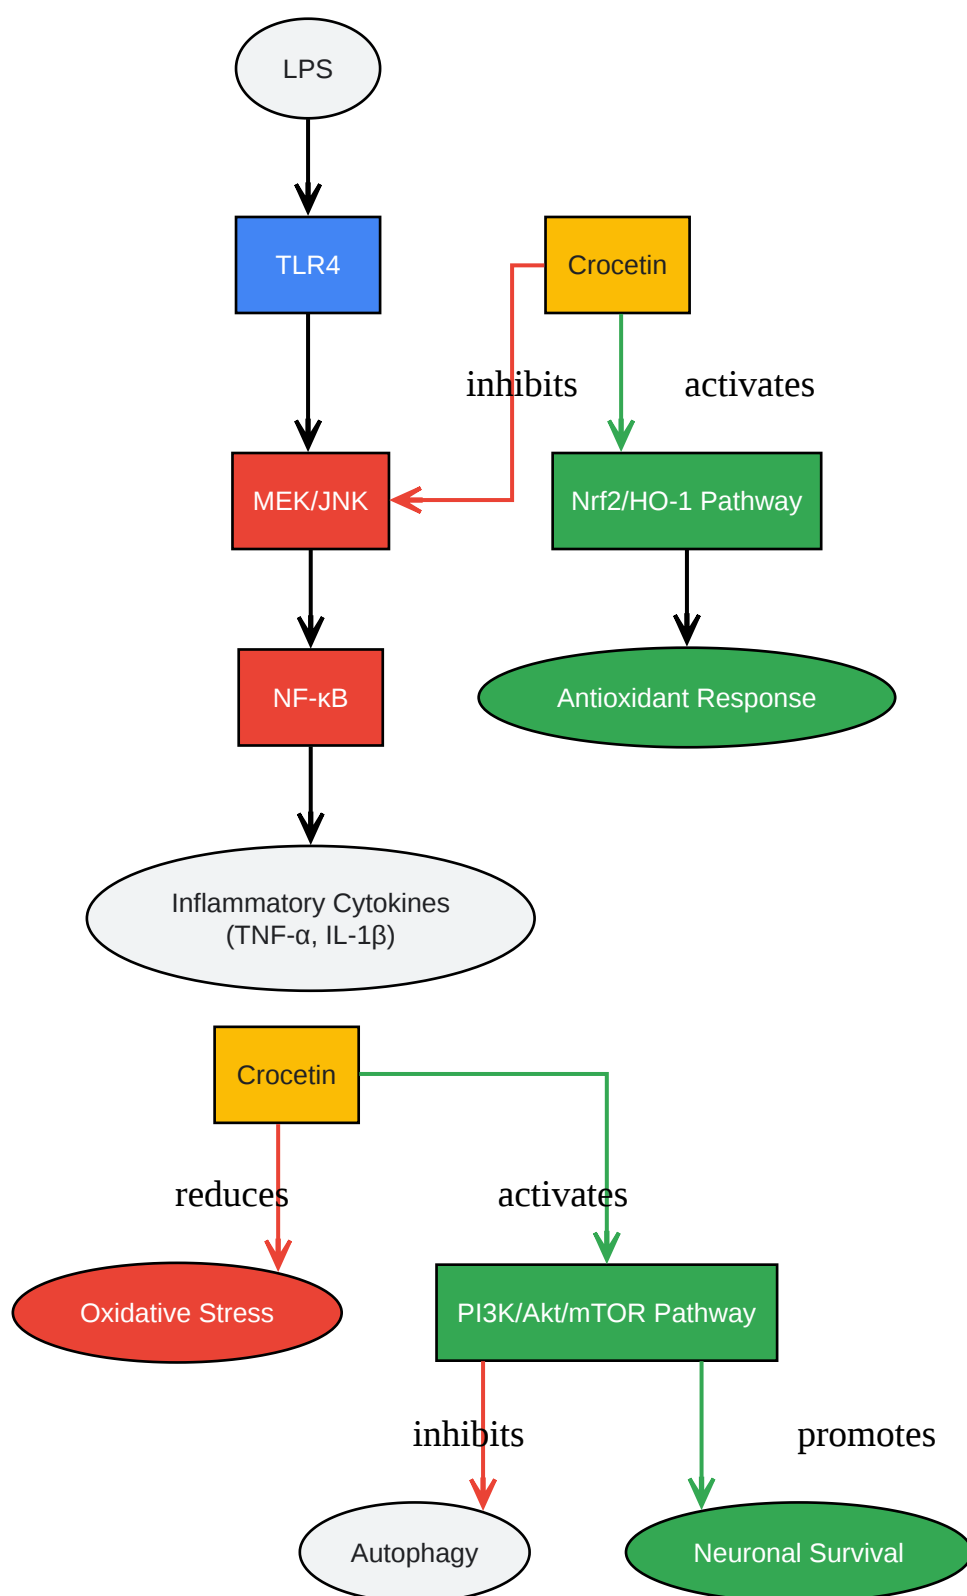 LPS
TLR4
Crocetin
inhibits
activates
MEK/JNK
Nrf2/HO-1 Pathway
NF-κB
Antioxidant Response
Inflammatory Cytokines
(TNF-α, IL-1β)
Crocetin
reduces
activates
Oxidative Stress
PI3K/Akt/mTOR Pathway
inhibits
promotes
Autophagy
Neuronal Survival